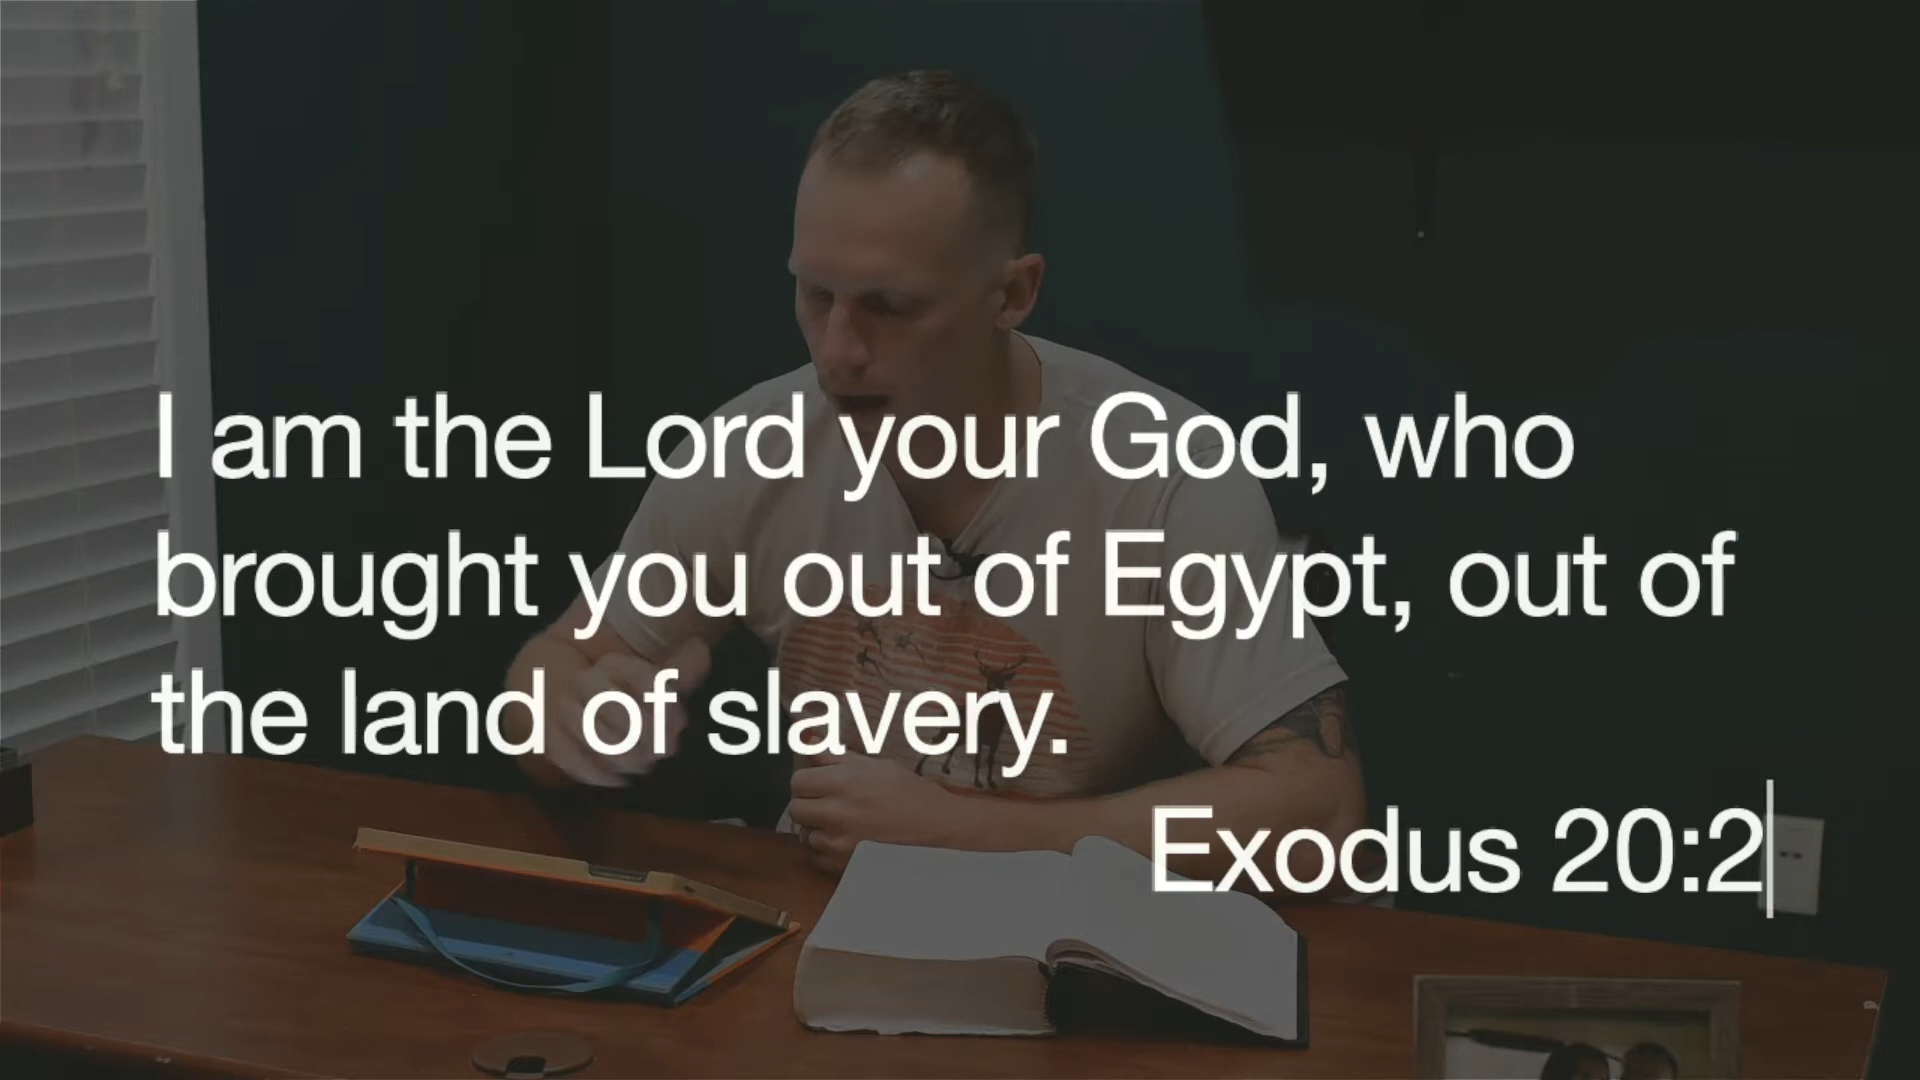 I am the Lord your God, who
brought you out of Egypt, out of
the land of slavery.
Exodus 20:2